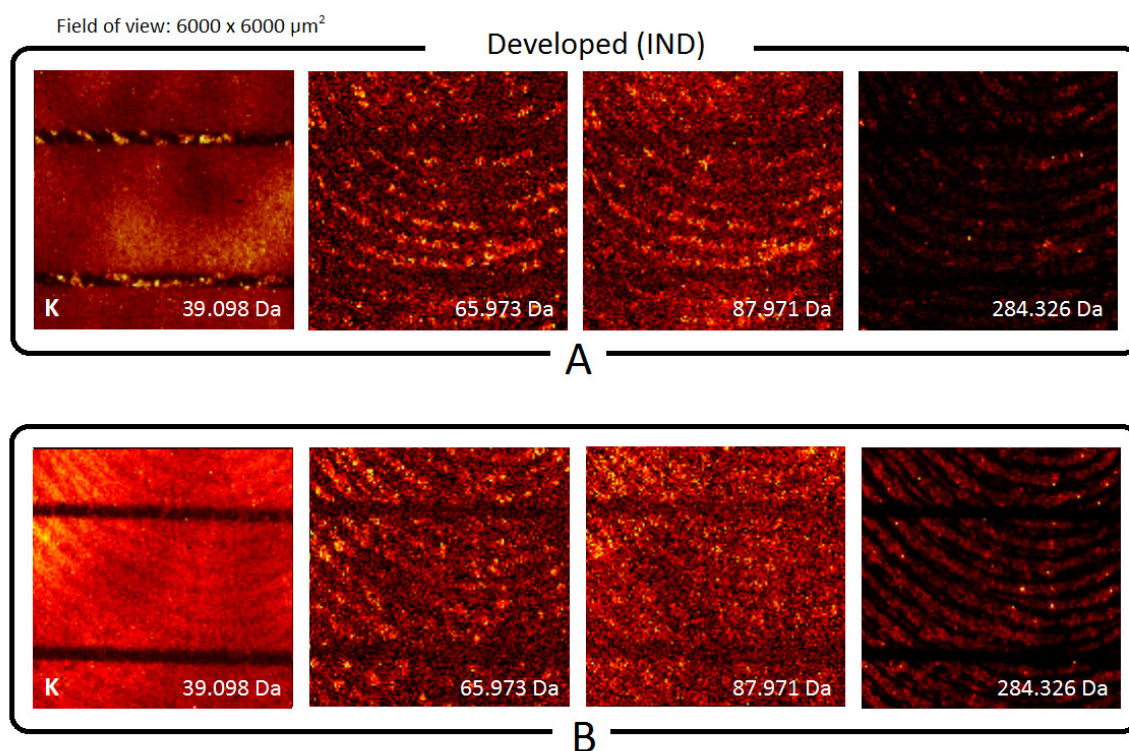 Field of view: 6000 x 6000 µm²
Developed (IND)
K 39.098 Da 65.973 Da 87.971 Da 284.326 Da
A
K 39.098 Da 65.973 Da 87.971 Da 284.326 Da
B